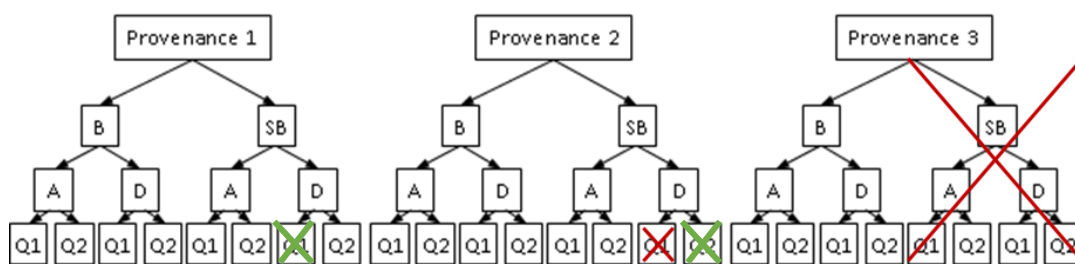 Provenance 1 Provenance 2 Provenance 3
B SB B SB B SB
A D A D A D A D A D A D
Q1 Q2 Q1 Q2 Q1 Q2 Q1 Q2 Q1 Q2 Q1 Q2 Q1 Q2 Q1 Q2 Q1 Q2 Q1 Q2 Q1 Q2 Q1 Q2